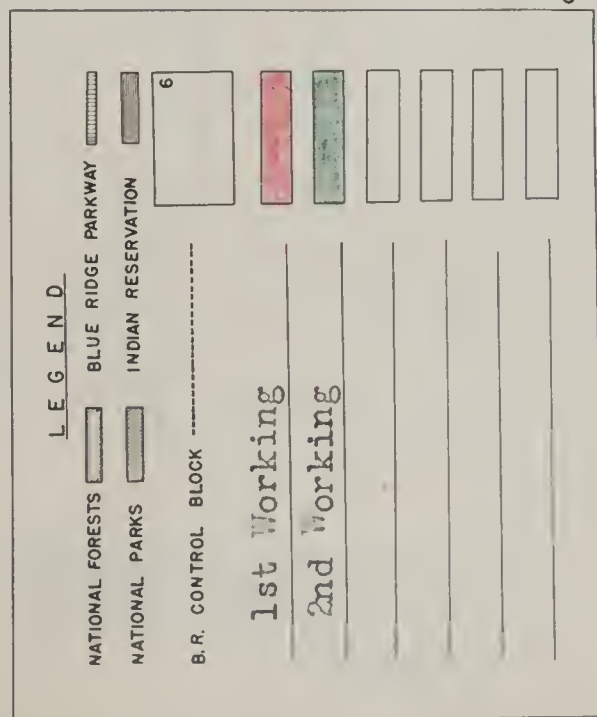 LEGEND
NATIONAL FORESTS BLUE RIDGE PARKWAY
NATIONAL PARKS INDIAN RESERVATION
B. R. CONTROL BLOCK 6
1st Working
2nd Working